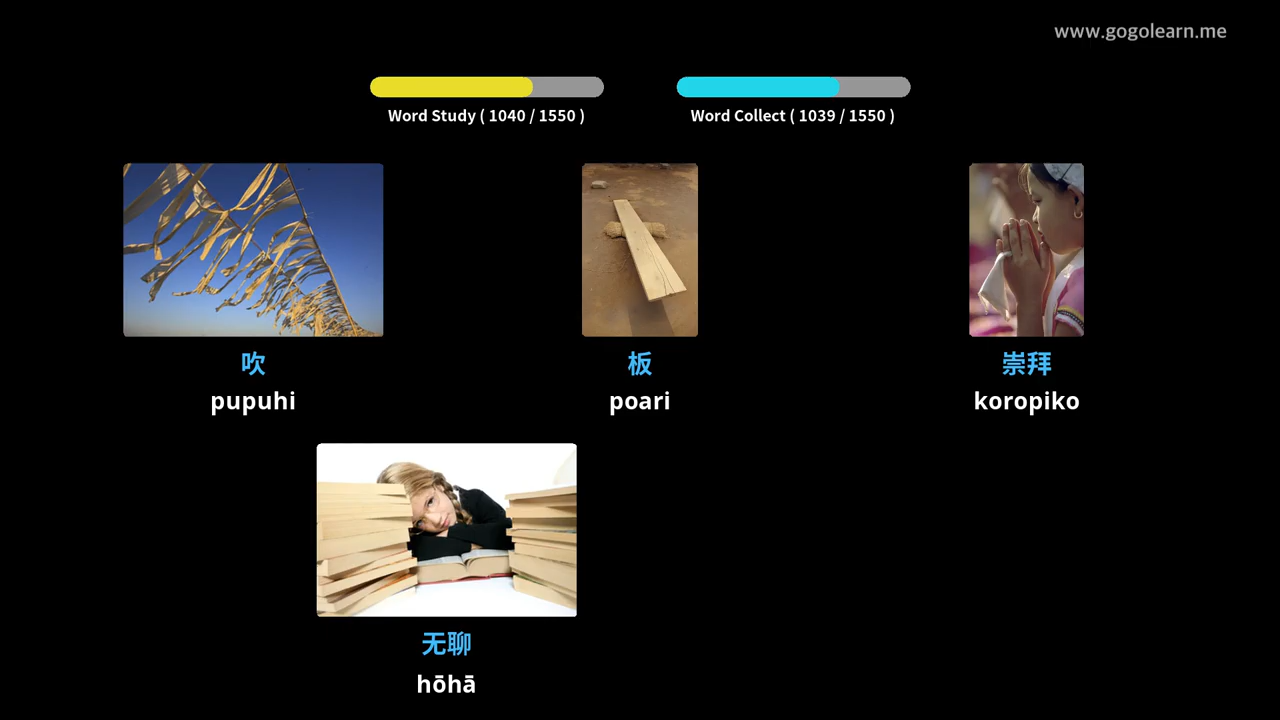 www.gogolearn.me
Word Study ( 1040 / 1550 )
Word Collect ( 1039 / 1550 )
吹
pupuhi
板
poari
崇拜
koropiko
无聊
hōhā